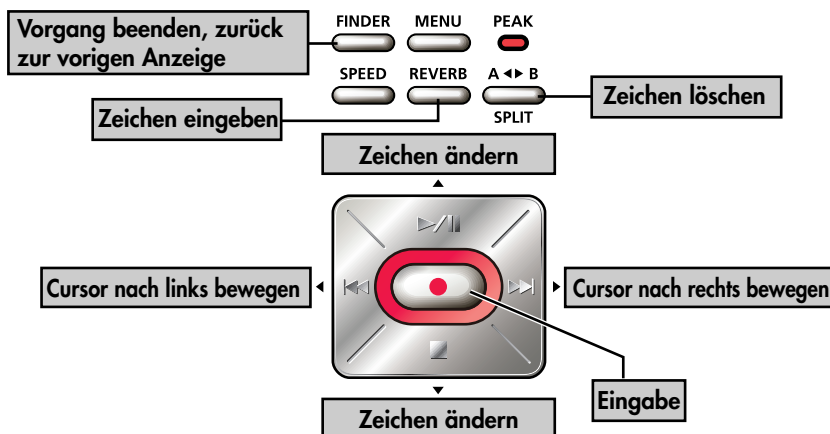 Vorgang beenden, zurück
zur vorigen Anzeige
FINDER MENU PEAK
SPEED REVERB A ◂▸ B
SPLIT
Zeichen eingeben
Zeichen löschen
Zeichen ändern
Cursor nach links bewegen
Cursor nach rechts bewegen
Eingabe
Zeichen ändern